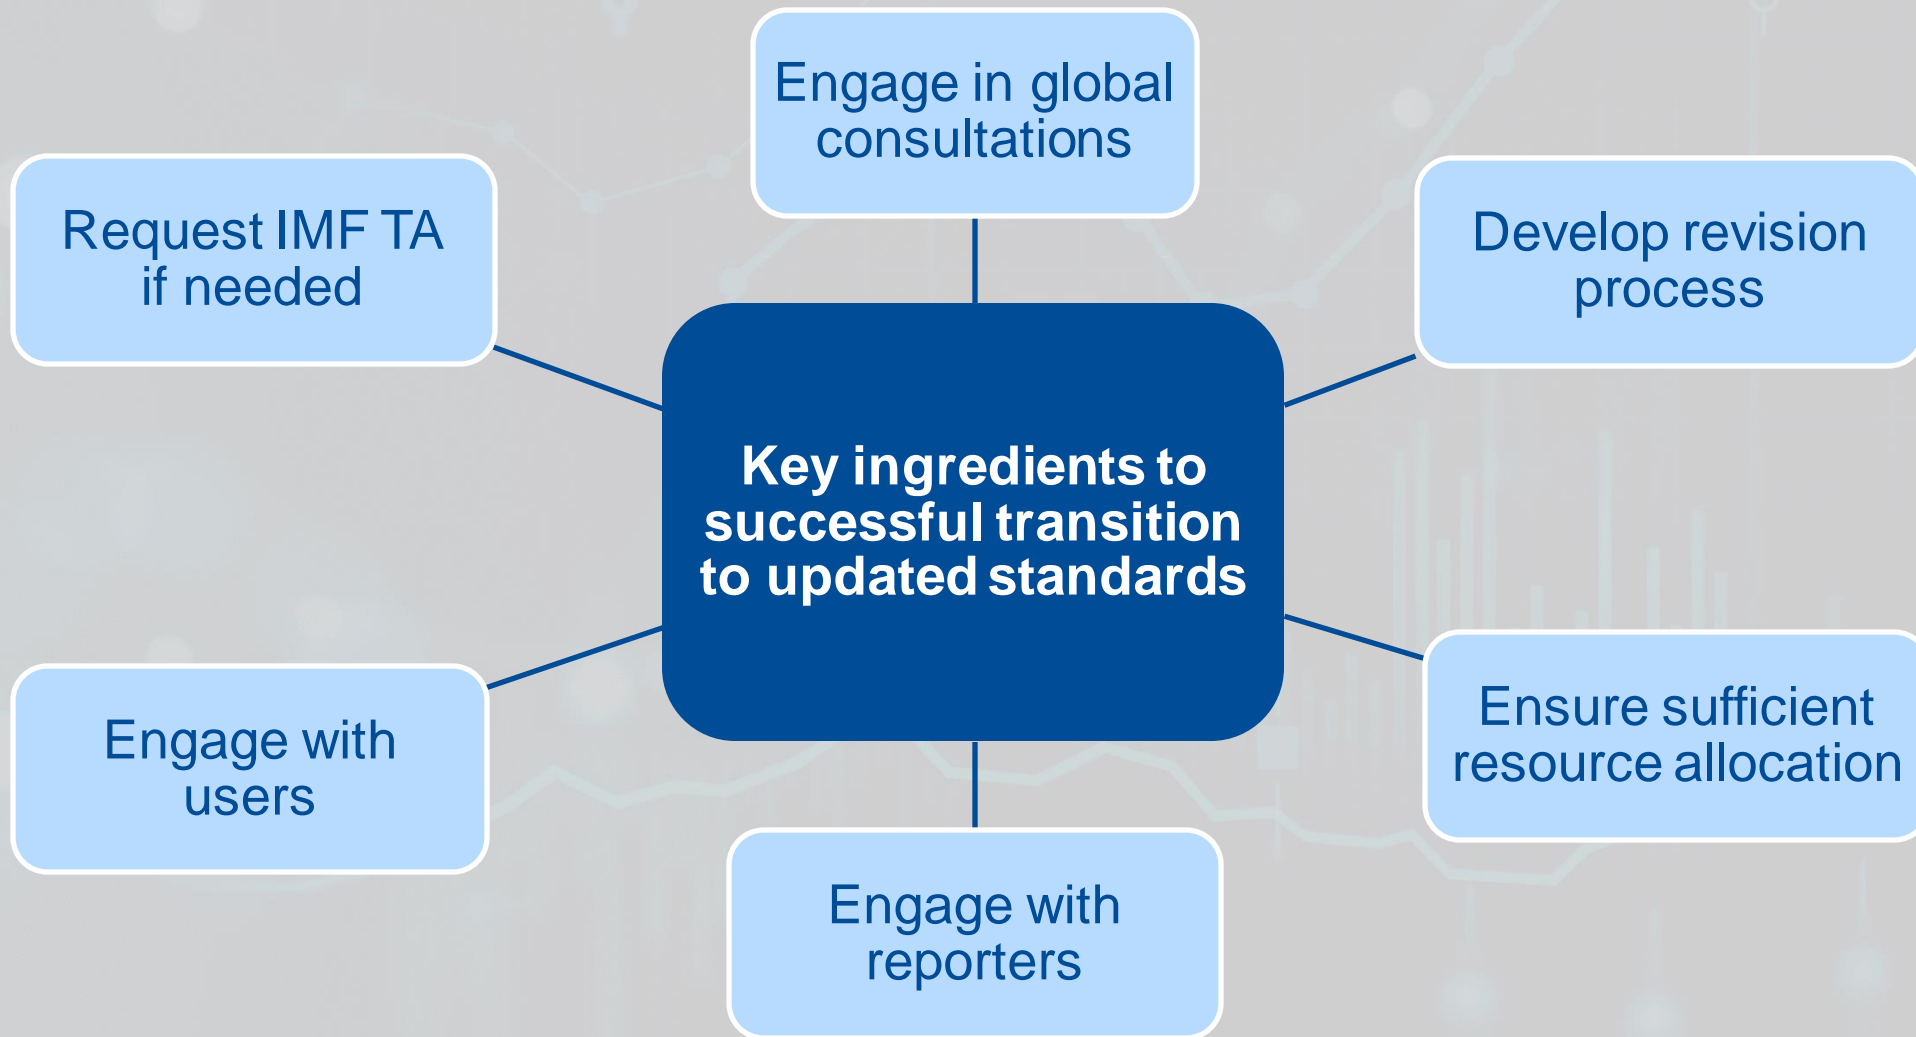 Engage in global
consultations
Request IMF TA
if needed
Develop revision
process
Key ingredients to
successful transition
to updated standards
Engage with
users
Ensure sufficient
resource allocation
Engage with
reporters